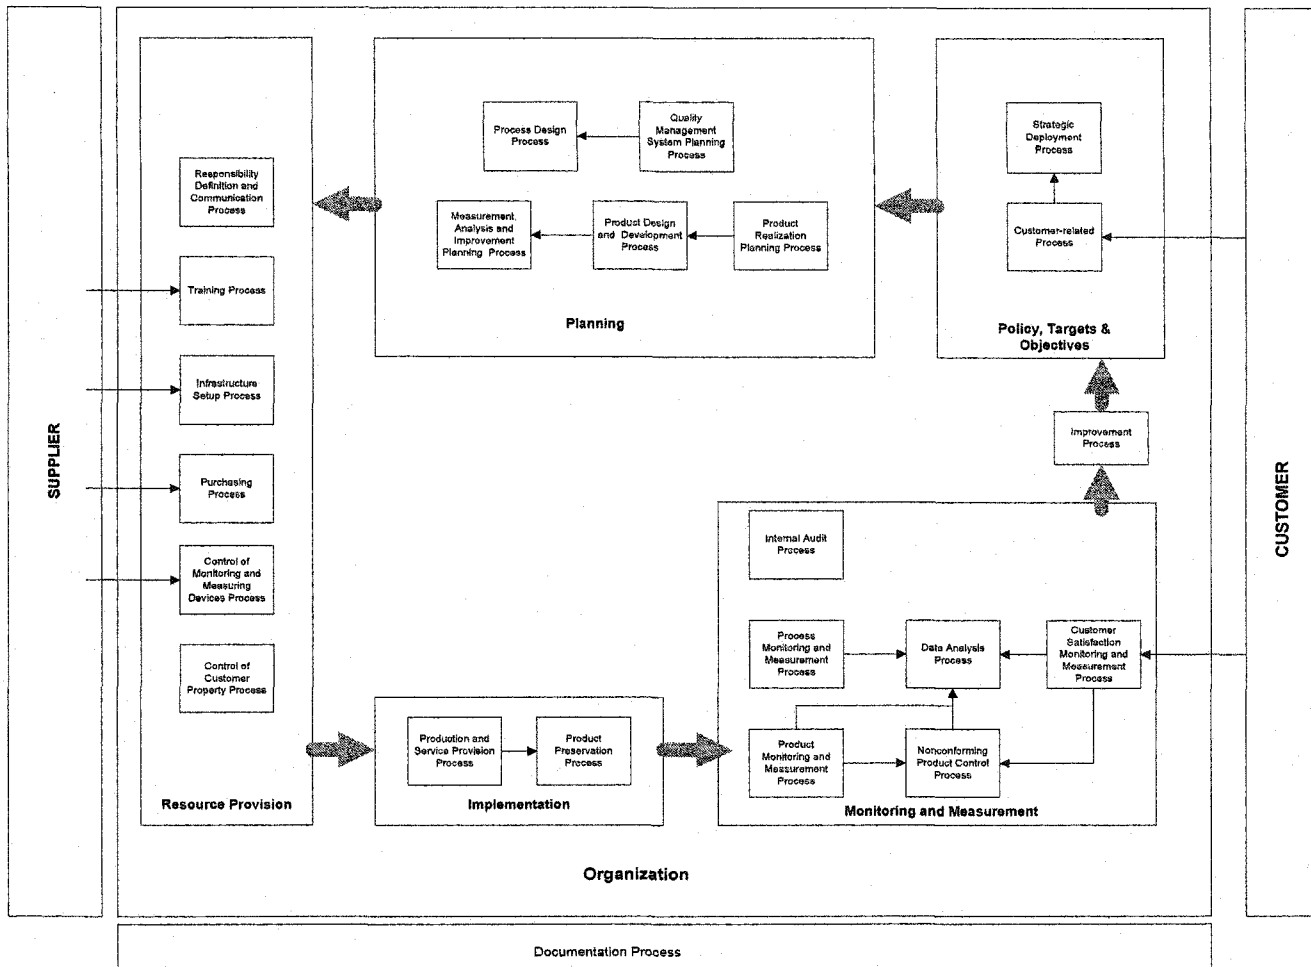 SUPPLIER
Responsibility
Definition and
Communication
Process
Training Process
Infrastructure
Setup Process
Purchasing
Process
Control of
Monitoring and
Measuring
Devices Process
Control of
Customer
Property Process
Resource Provision
Process Design
Process
Quality
Management
System Planning
Process
Measurement,
Analysis and
Improvement
Planning Process
Product Design
and Development
Process
Product
Realization
Planning Process
Planning
Strategic
Deployment
Process
Customer-related
Process
Policy, Targets &
Objectives
Improvement
Process
Internal Audit
Process
Process
Monitoring and
Measurement
Process
Data Analysis
Process
Customer
Satisfaction
Monitoring and
Measurement
Process
Product
Monitoring and
Measurement
Process
Nonconforming
Product Control
Process
Monitoring and Measurement
Production and
Service Provision
Process
Product
Preservation
Process
Implementation
Organization
CUSTOMER
Documentation Process